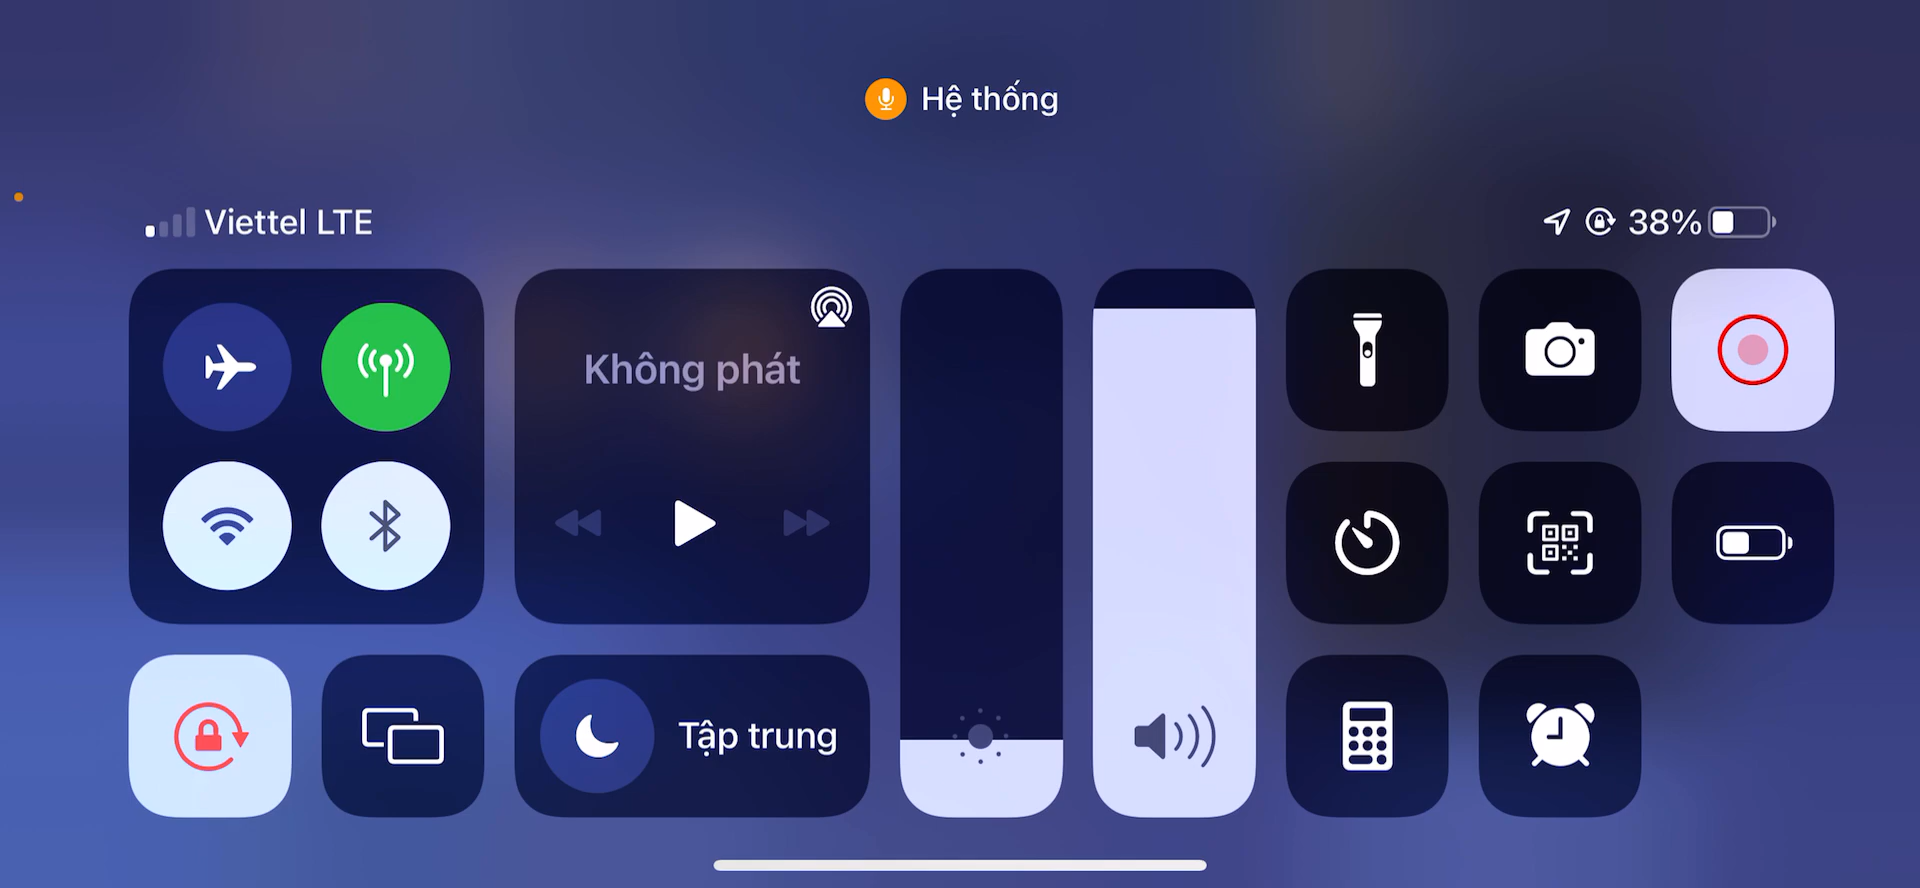 Hệ thống
Viettel LTE
38%
Không phát
Tập trung